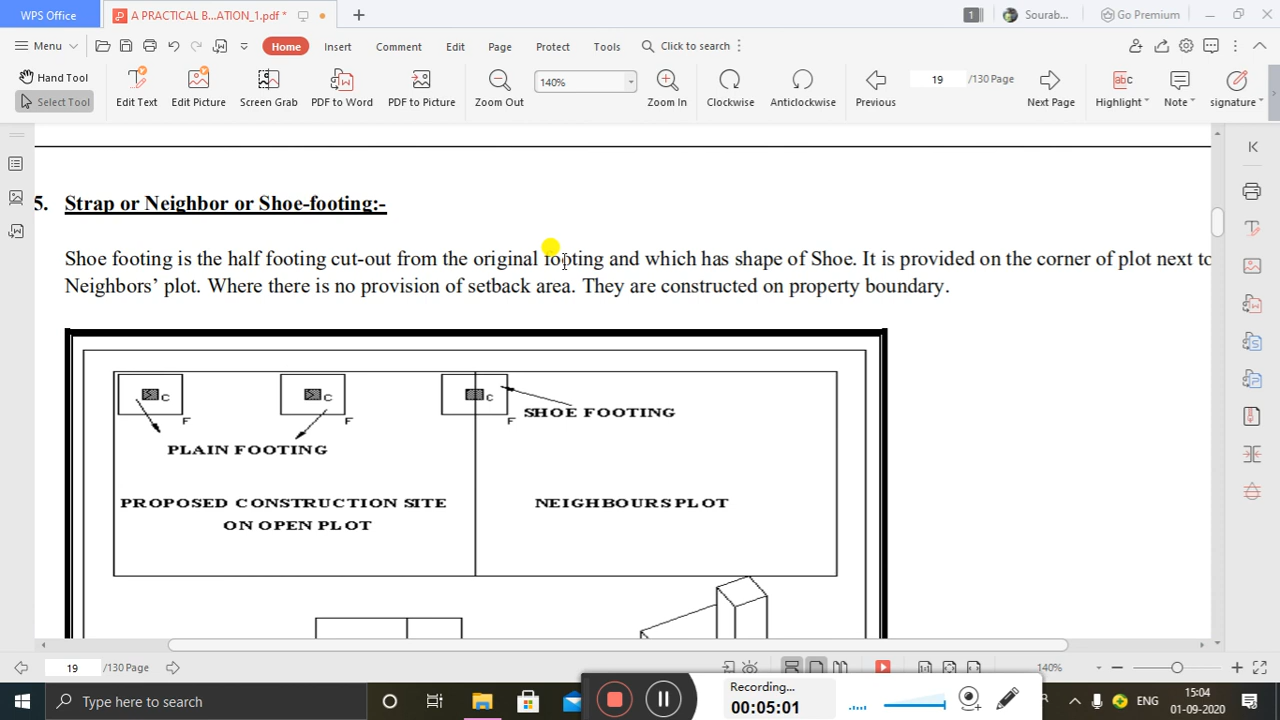 WPS Office
A PRACTICAL B...ATION_1.pdf *
1
Sourab...
Go Premium
Menu
Home
Insert
Comment
Edit
Page
Protect
Tools
Click to search
Hand Tool
Select Tool
Edit Text
Edit Picture
Screen Grab
PDF to Word
PDF to Picture
Zoom Out
140%
Zoom In
Clockwise
Anticlockwise
Previous
19
/130 Page
Next Page
Highlight
Note
signature
5. Strap or Neighbor or Shoe-footing:-
Shoe footing is the half footing cut-out from the original footing and which has shape of Shoe. It is provided on the corner of plot next to
Neighbors’ plot. Where there is no provision of setback area. They are constructed on property boundary.
C
C
C
F
F
F
SHOE FOOTING
PLAIN FOOTING
PROPOSED CONSTRUCTION SITE
ON OPEN PLOT
NEIGHBOURS PLOT
19
/130 Page
140%
Type here to search
Recording...
00:05:01
ENG
15:04
01-09-2020